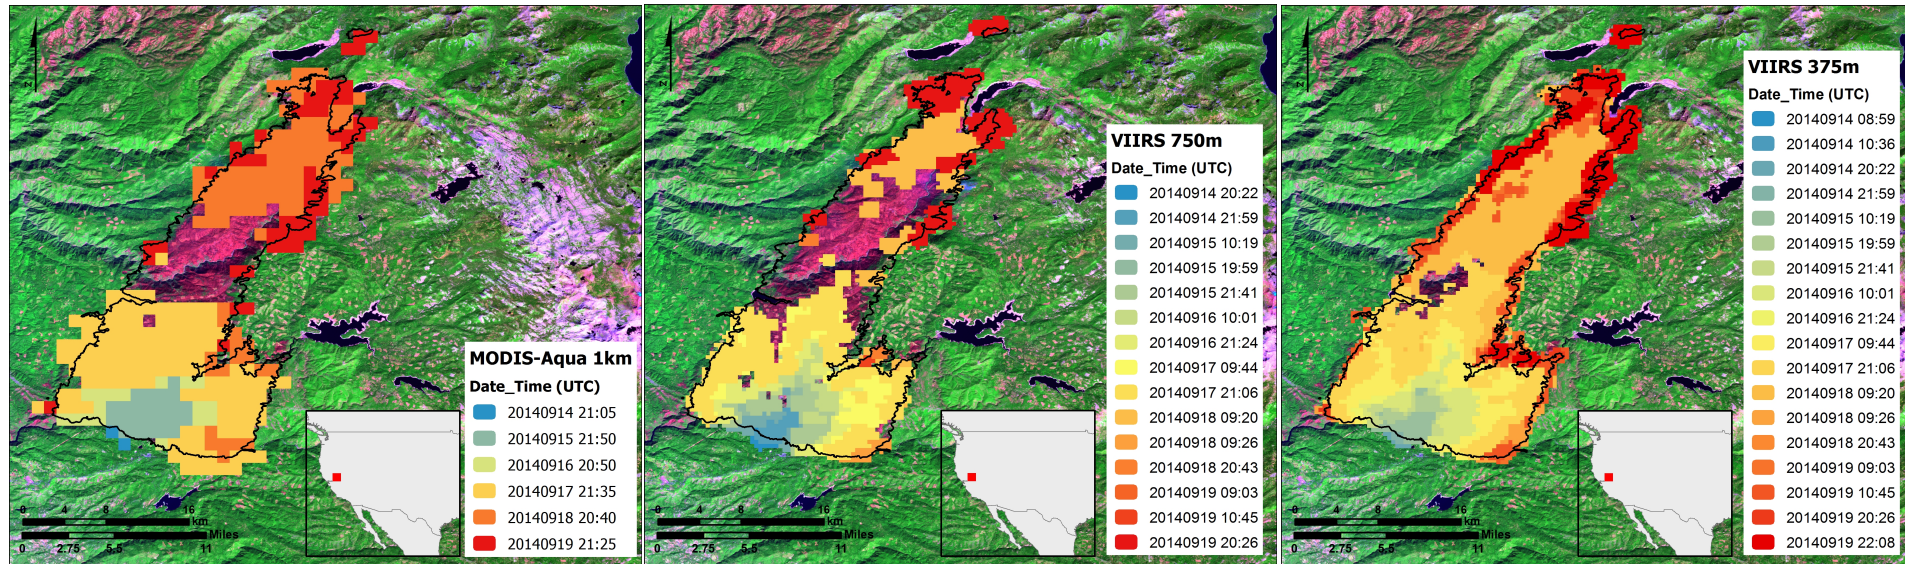 MODIS-Aqua 1km
Date_Time (UTC)
20140914 21:05
20140915 21:50
20140916 20:50
20140917 21:35
20140918 20:40
20140919 21:25
0 4 8 16
km
Miles
0 2.75 5.5 11
VIIRS 750m
Date_Time (UTC)
20140914 20:22
20140914 21:59
20140915 10:19
20140915 19:59
20140915 21:41
20140916 10:01
20140916 21:24
20140917 09:44
20140917 21:06
20140918 09:20
20140918 09:26
20140918 20:43
20140919 09:03
20140919 10:45
20140919 20:26
0 4 8 16
km
Miles
0 2.75 5.5 11
VIIRS 375m
Date_Time (UTC)
20140914 08:59
20140914 10:36
20140914 20:22
20140914 21:59
20140915 10:19
20140915 19:59
20140915 21:41
20140916 10:01
20140916 21:24
20140917 09:44
20140917 21:06
20140918 09:20
20140918 09:26
20140918 20:43
20140919 09:03
20140919 10:45
20140919 20:26
20140919 22:08
0 4 8 16
km
Miles
0 2.75 5.5 11